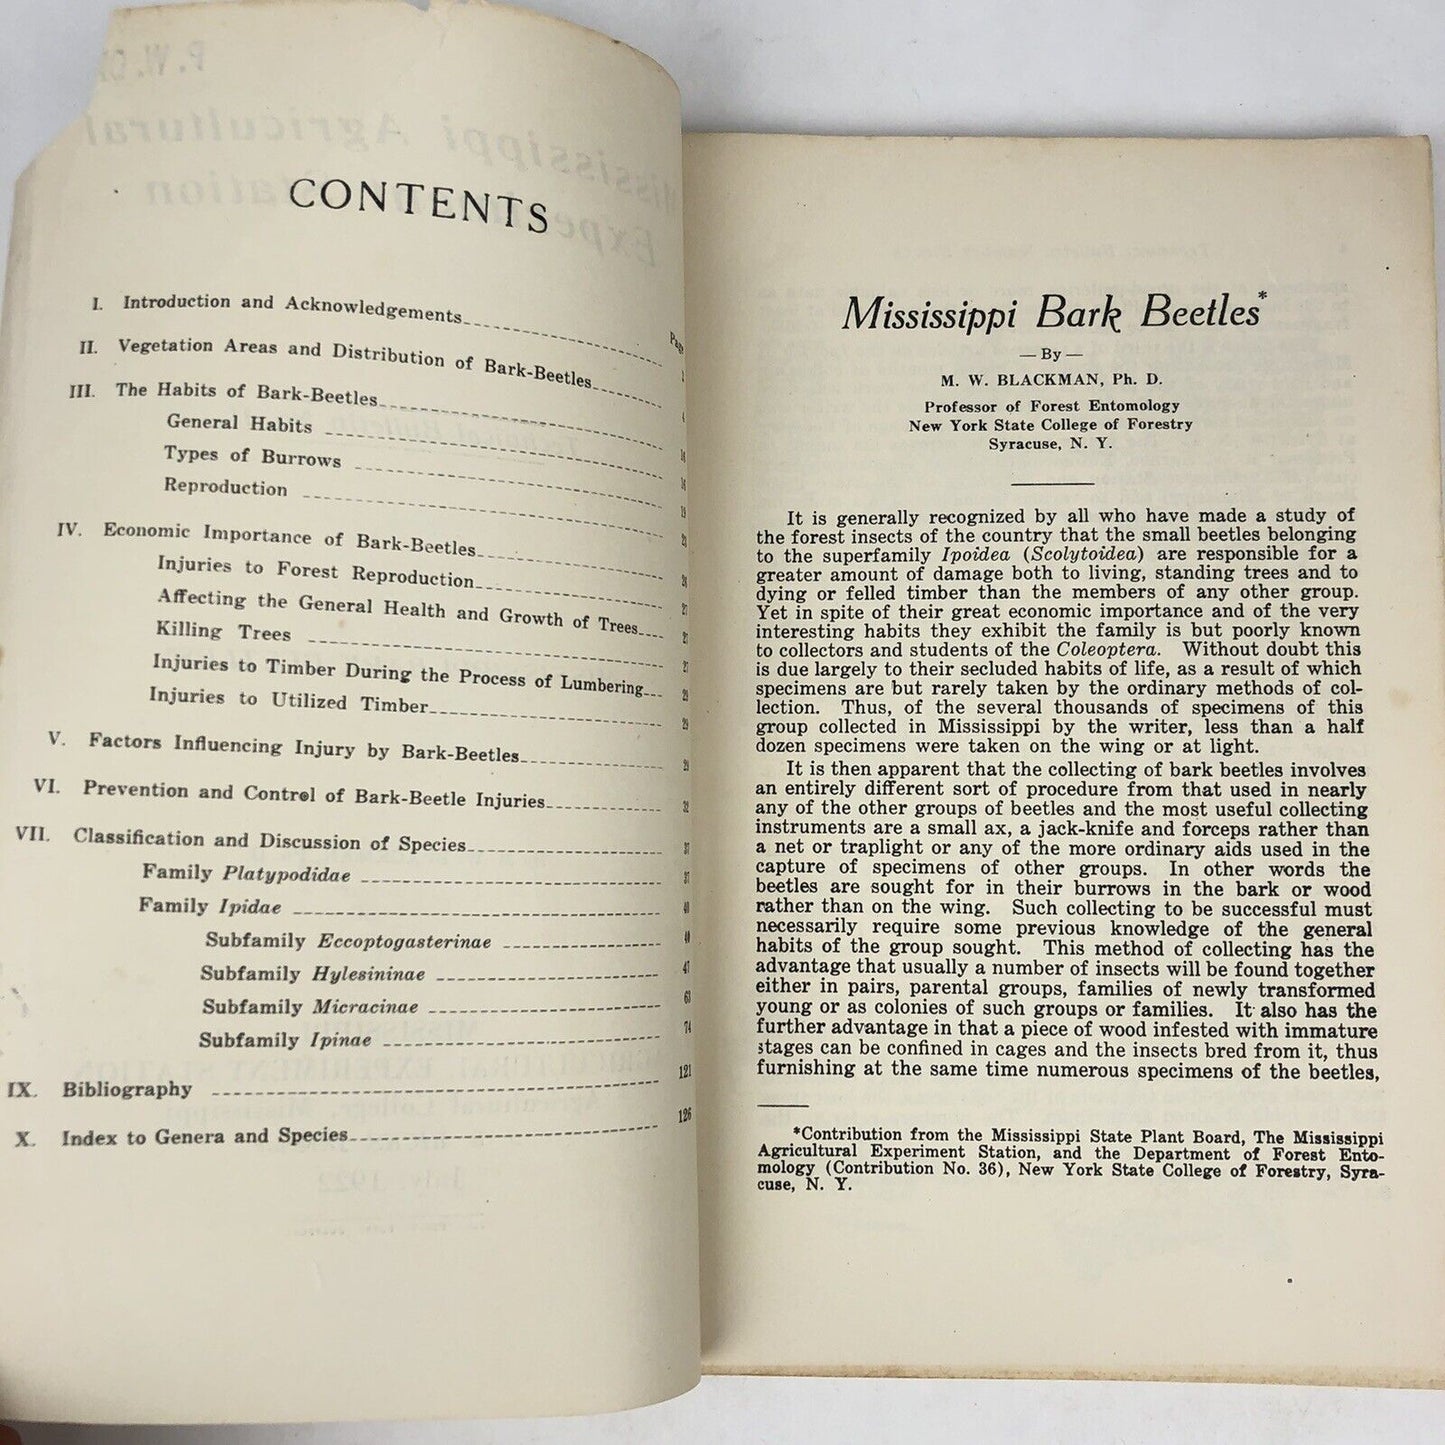 CONTENTS
Page
I. Introduction and Acknowledgements
II. Vegetation Areas and Distribution of Bark-Beetles
III. The Habits of Bark-Beetles
General Habits
Types of Burrows
Reproduction
IV. Economic Importance of Bark-Beetles
Injuries to Forest Reproduction
Affecting the General Health and Growth of Trees
Killing Trees
Injuries to Timber During the Process of Lumbering
Injuries to Utilized Timber
V. Factors Influencing Injury by Bark-Beetles
VI. Prevention and Control of Bark-Beetle Injuries
VII. Classification and Discussion of Species
Family Platypodidae
Family Ipidae
Subfamily Eccoptogasterinae
Subfamily Hylesininae 47
Subfamily Micracinae 63
Subfamily Ipinae 74
IX. Bibliography 121
X. Index to Genera and Species 126
Mississippi Bark Beetles*
— By —
M. W. BLACKMAN, Ph. D.
Professor of Forest Entomology
New York State College of Forestry
Syracuse, N. Y.
It is generally recognized by all who have made a study of
the forest insects of the country that the small beetles belonging
to the superfamily Ipoidea (Scolytoidea) are responsible for a
greater amount of damage both to living, standing trees and to
dying or felled timber than the members of any other group.
Yet in spite of their great economic importance and of the very
interesting habits they exhibit the family is but poorly known
to collectors and students of the Coleoptera. Without doubt this
is due largely to their secluded habits of life, as a result of which
specimens are but rarely taken by the ordinary methods of col-
lection. Thus, of the several thousands of specimens of this
group collected in Mississippi by the writer, less than a half
dozen specimens were taken on the wing or at light.
It is then apparent that the collecting of bark beetles involves
an entirely different sort of procedure from that used in nearly
any of the other groups of beetles and the most useful collecting
instruments are a small ax, a jack-knife and forceps rather than
a net or traplight or any of the more ordinary aids used in the
capture of specimens of other groups. In other words the
beetles are sought for in their burrows in the bark or wood
rather than on the wing. Such collecting to be successful must
necessarily require some previous knowledge of the general
habits of the group sought. This method of collecting has the
advantage that usually a number of insects will be found together
either in pairs, parental groups, families of newly transformed
young or as colonies of such groups or families. It also has the
further advantage in that a piece of wood infested with immature
stages can be confined in cages and the insects bred from it, thus
furnishing at the same time numerous specimens of the beetles,
*Contribution from the Mississippi State Plant Board, The Mississippi
Agricultural Experiment Station, and the Department of Forest Ento-
mology (Contribution No. 36), New York State College of Forestry, Syra-
cuse, N. Y.